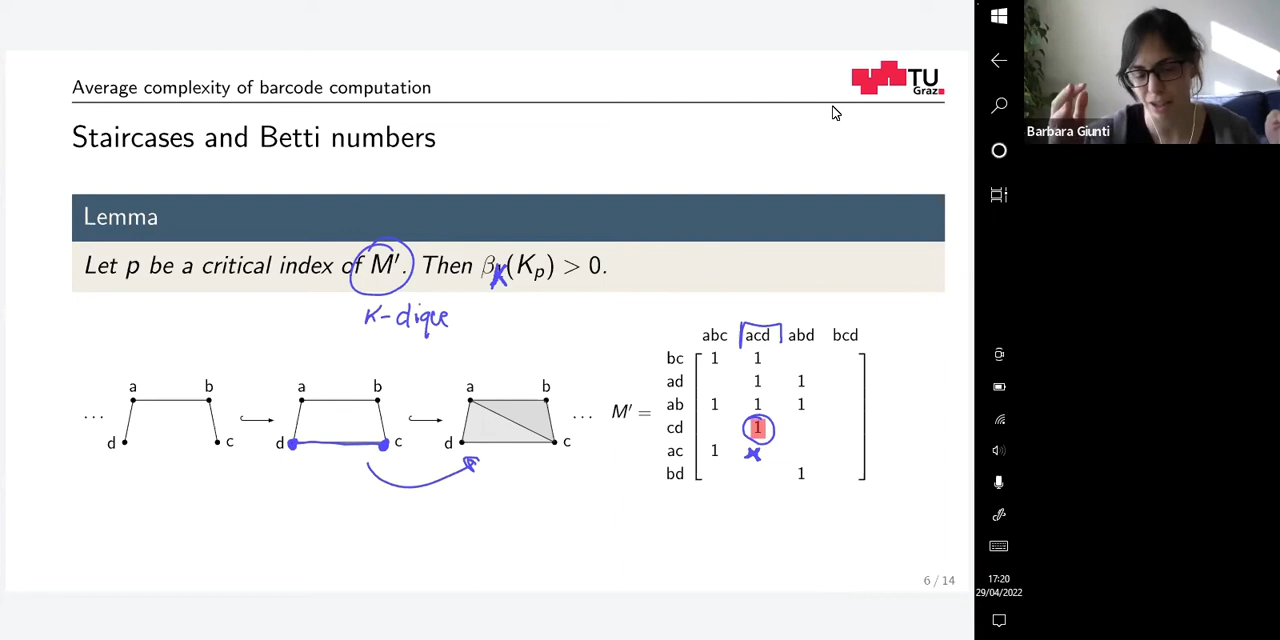 Average complexity of barcode computation
TU
Graz
Staircases and Betti numbers
Lemma
Let p be a critical index of M′. Then β(Kp) > 0.
K
K-dique
abc acd abd bcd
bc 1 1
ad 1 1
ab 1 1 1
cd 1
ac 1
bd 1
M′ =
a b
··· d c
a b
d c
a b
d c ···
6 / 14
Barbara Giunti
17:20
29/04/2022